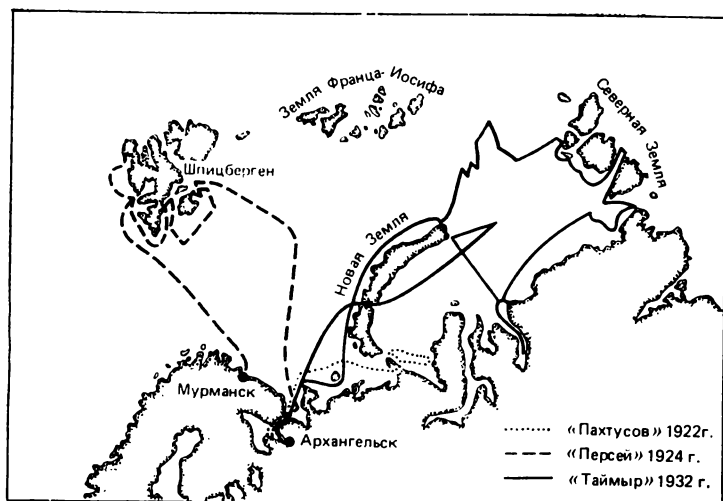 Земля Франца-Иосифа
Северная Земля
Шпицберген
Новая Земля
Мурманск
Архангельск
«Пахтусов» 1922г.
«Персей» 1924 г.
«Таймыр» 1932 г.